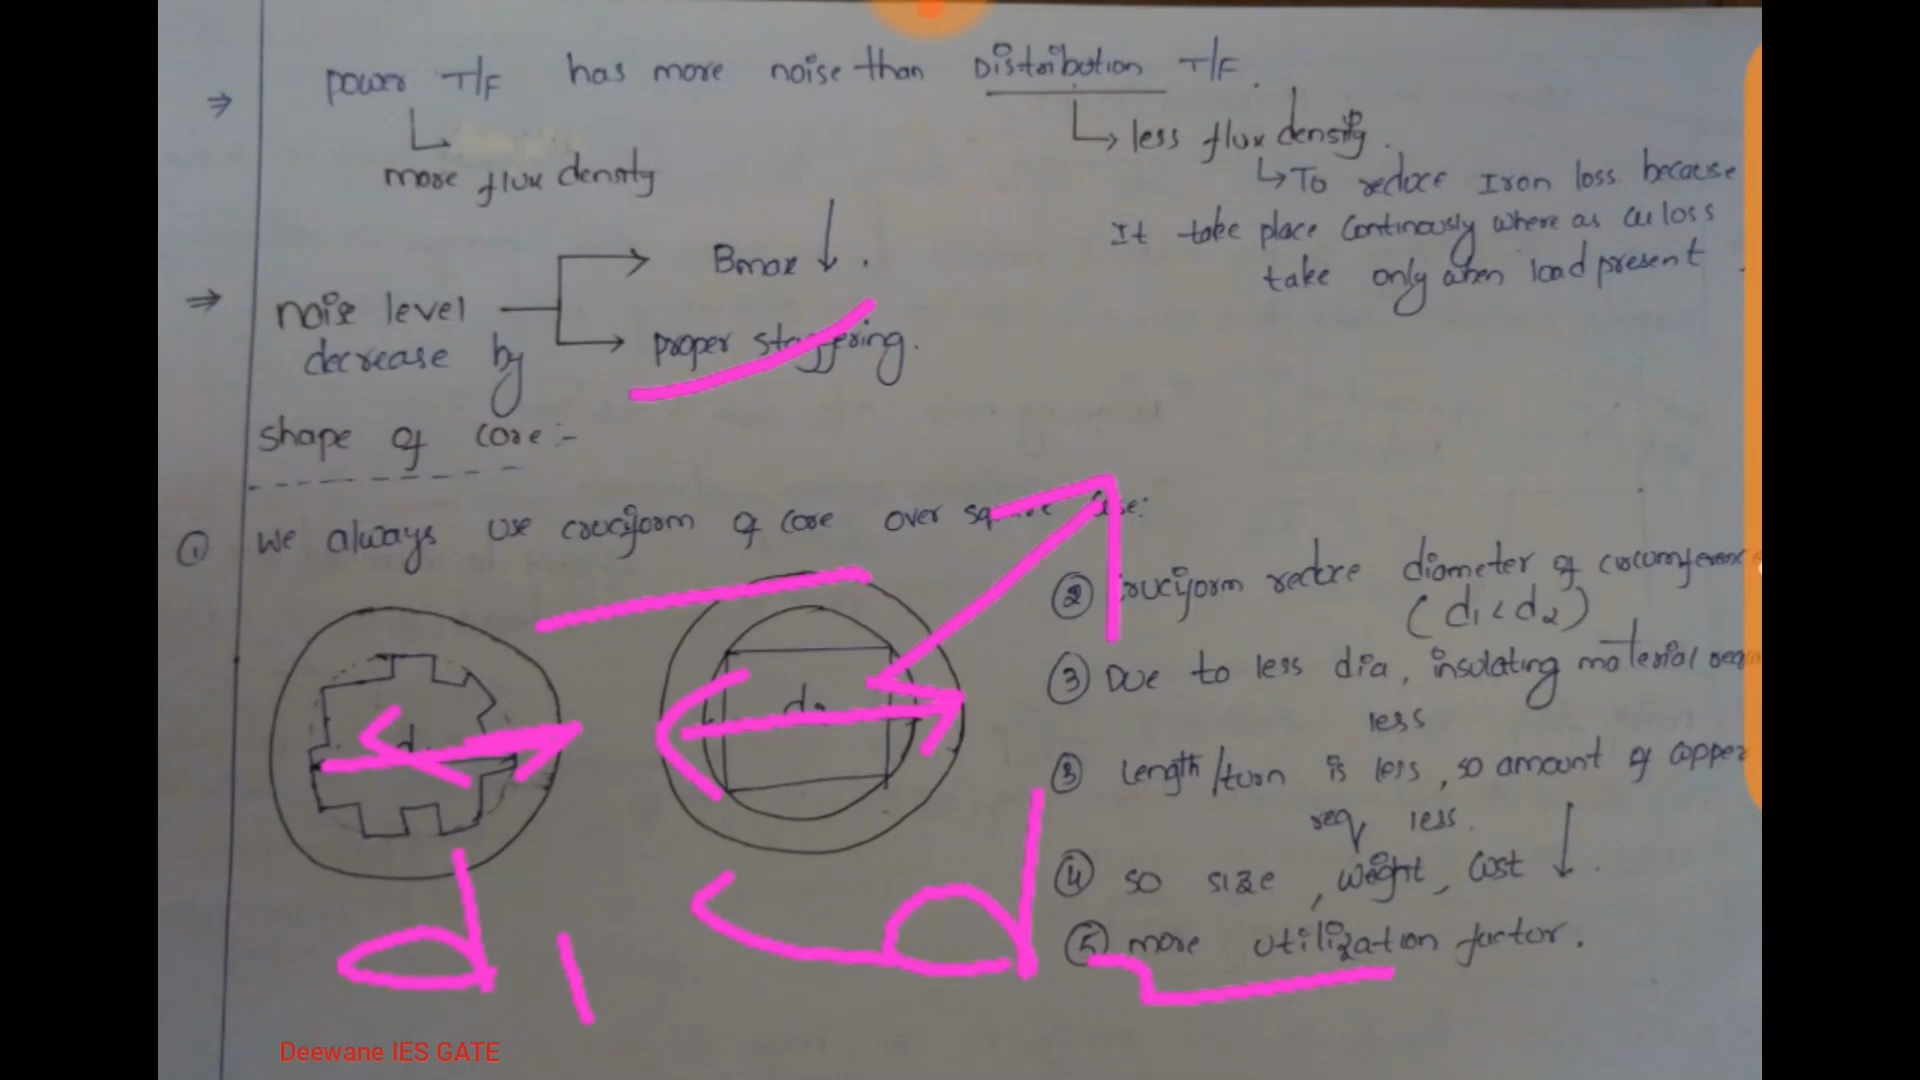 ⇒ power T/F has more noise than Distribution T/F.
↳ more flux density
↳ less flux density.
↳ To reduce Iron loss because
It take place Continously where as cu loss
take only when load present.
⇒ noise level decrease by
Bmax ↓.
proper staggering.
shape of core :-
① we always use cruciform of core over square
② cruciform reduce diameter of circumference
(d1 < d2)
③ Due to less dia, insulating material
less
③ Length/turn is less, so amount of copper
req less.
④ so size, weight, cost ↓.
⑤ more utilization factor.
d
d2
d1
d
Deewane IES GATE